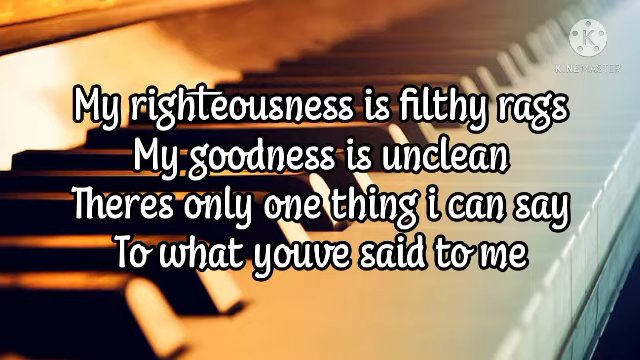 KINEMASTER
My righteousness is filthy rags
My goodness is unclean
Theres only one thing i can say
To what youve said to me